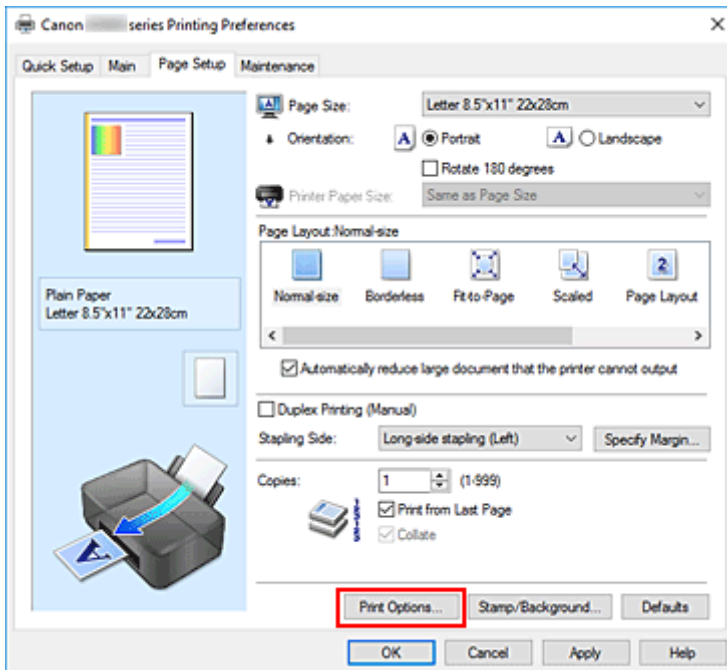 Canon series Printing Preferences
Quick Setup Main Page Setup Maintenance
Page Size: Letter 8.5"x11" 22x28cm
Orientation: A Portrait A Landscape
Rotate 180 degrees
Printer Paper Size: Same as Page Size
Page Layout:Normal-size
2
Normal-size Borderless Fit-to-Page Scaled Page Layout
Plain Paper
Letter 8.5"x11" 22x28cm
Automatically reduce large document that the printer cannot output
Duplex Printing (Manual)
Stapling Side: Long-side stapling (Left) Specify Margin...
Copies: 1 (1-999)
Print from Last Page
Collate
A
Print Options... Stamp/Background... Defaults
OK Cancel Apply Help